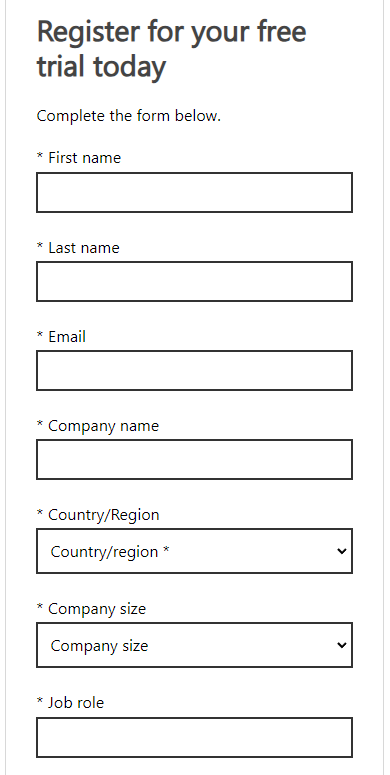 Register for your free
trial today
Complete the form below.
* First name
* Last name
* Email
* Company name
* Country/Region
Country/region *
* Company size
Company size
* Job role